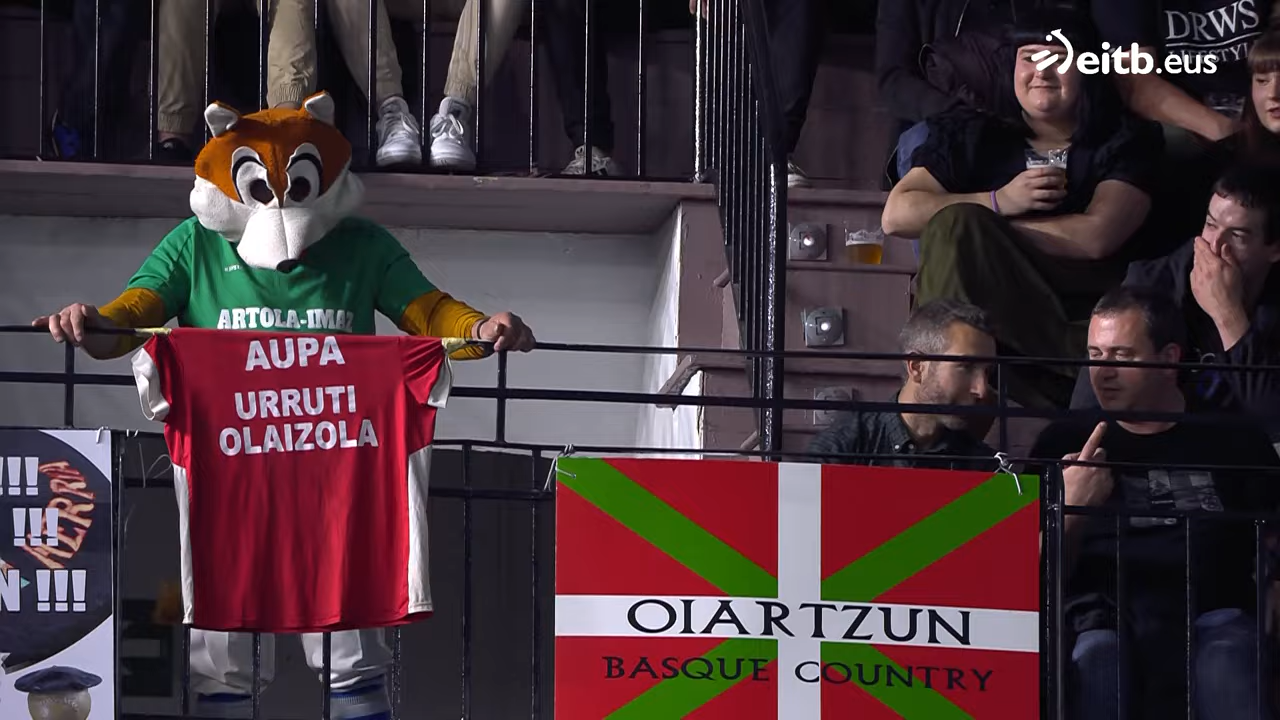 eitb.eus
DRWS
ARTOLA-IMAZ
AUPA
URRUTI
OLAIZOLA
!!!
!!!
N !!!
OIARTZUN
BASQUE COUNTRY